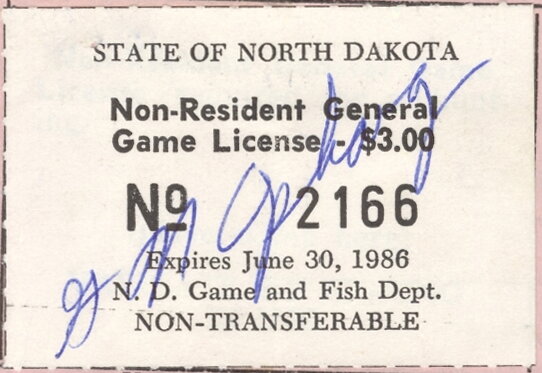 STATE OF NORTH DAKOTA
Non-Resident General
Game License - $3.00
Nº 2166
Expires June 30, 1986
N. D. Game and Fish Dept.
NON-TRANSFERABLE